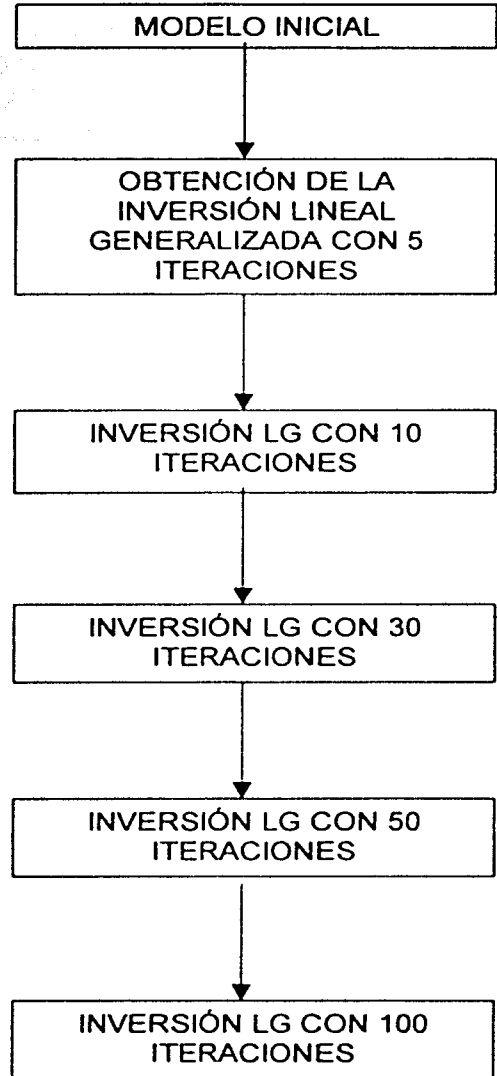 MODELO INICIAL
OBTENCIÓN DE LA
INVERSIÓN LINEAL
GENERALIZADA CON 5
ITERACIONES
INVERSIÓN LG CON 10
ITERACIONES
INVERSIÓN LG CON 30
ITERACIONES
INVERSIÓN LG CON 50
ITERACIONES
INVERSIÓN LG CON 100
ITERACIONES